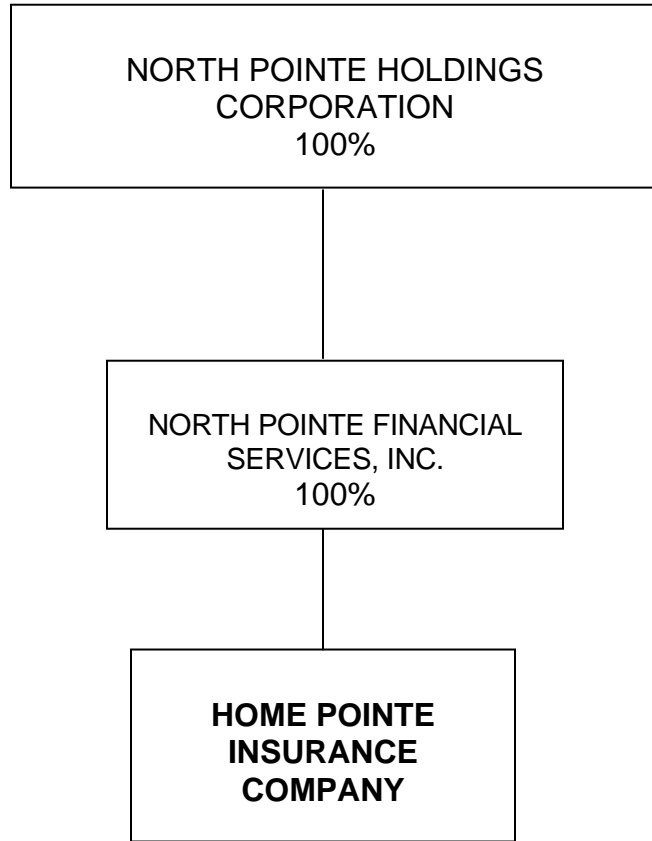 NORTH POINTE HOLDINGS
CORPORATION
100%
NORTH POINTE FINANCIAL
SERVICES, INC.
100%
HOME POINTE
INSURANCE
COMPANY